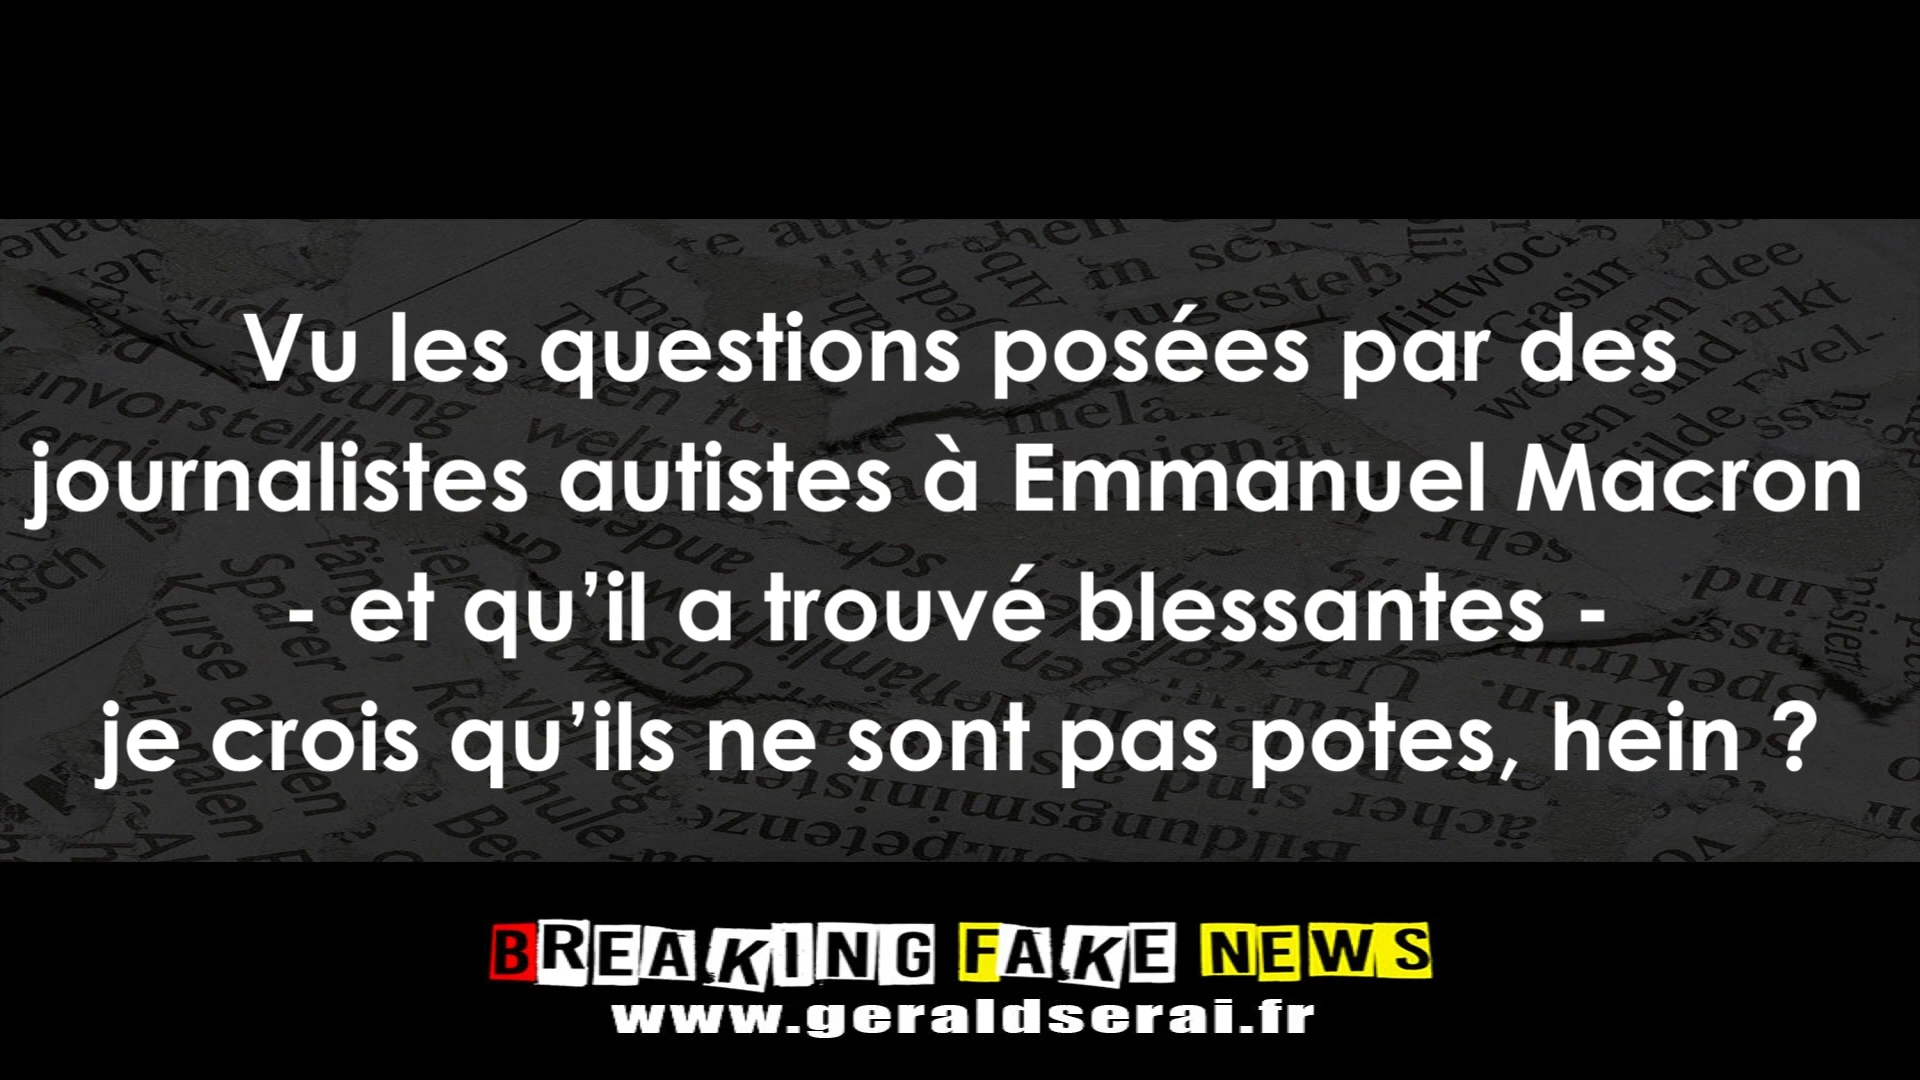 Vu les questions posées par des
journalistes autistes à Emmanuel Macron
- et qu’il a trouvé blessantes -
je crois qu’ils ne sont pas potes, hein ?
BREAKING FAKE NEWS
www.geraldserai.fr